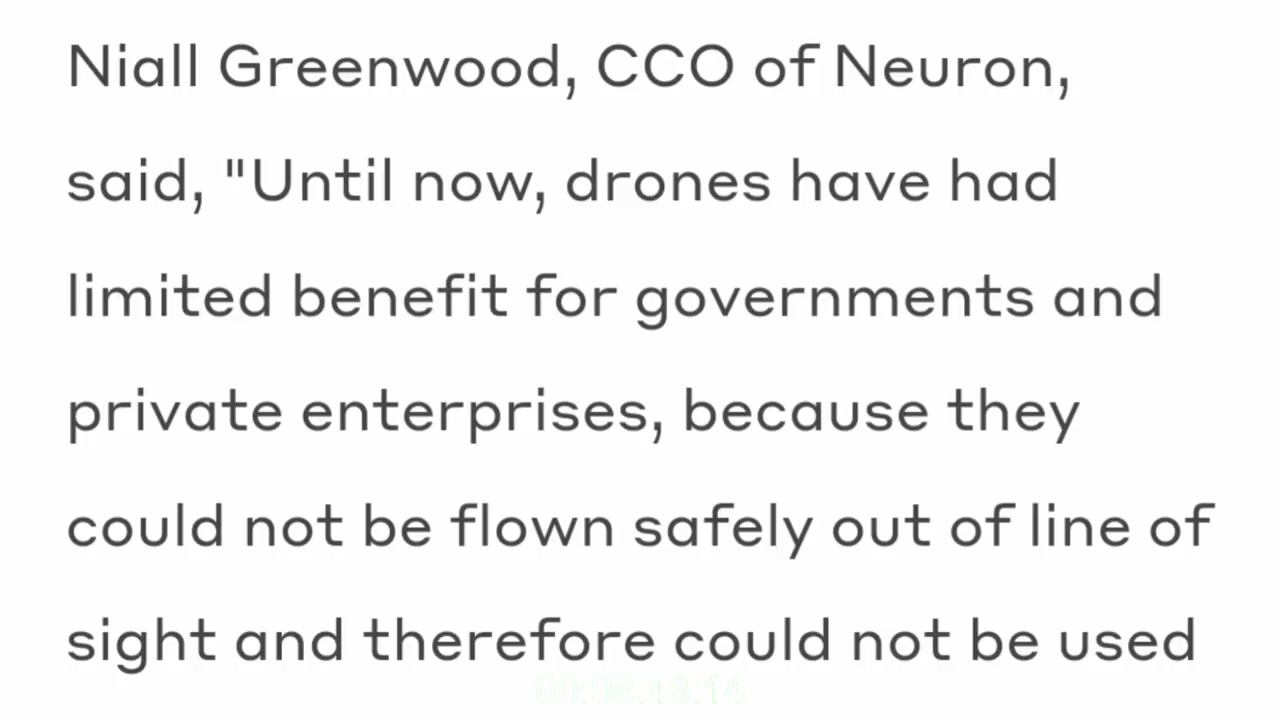 Niall Greenwood, CCO of Neuron,
said, "Until now, drones have had
limited benefit for governments and
private enterprises, because they
could not be flown safely out of line of
sight and therefore could not be used